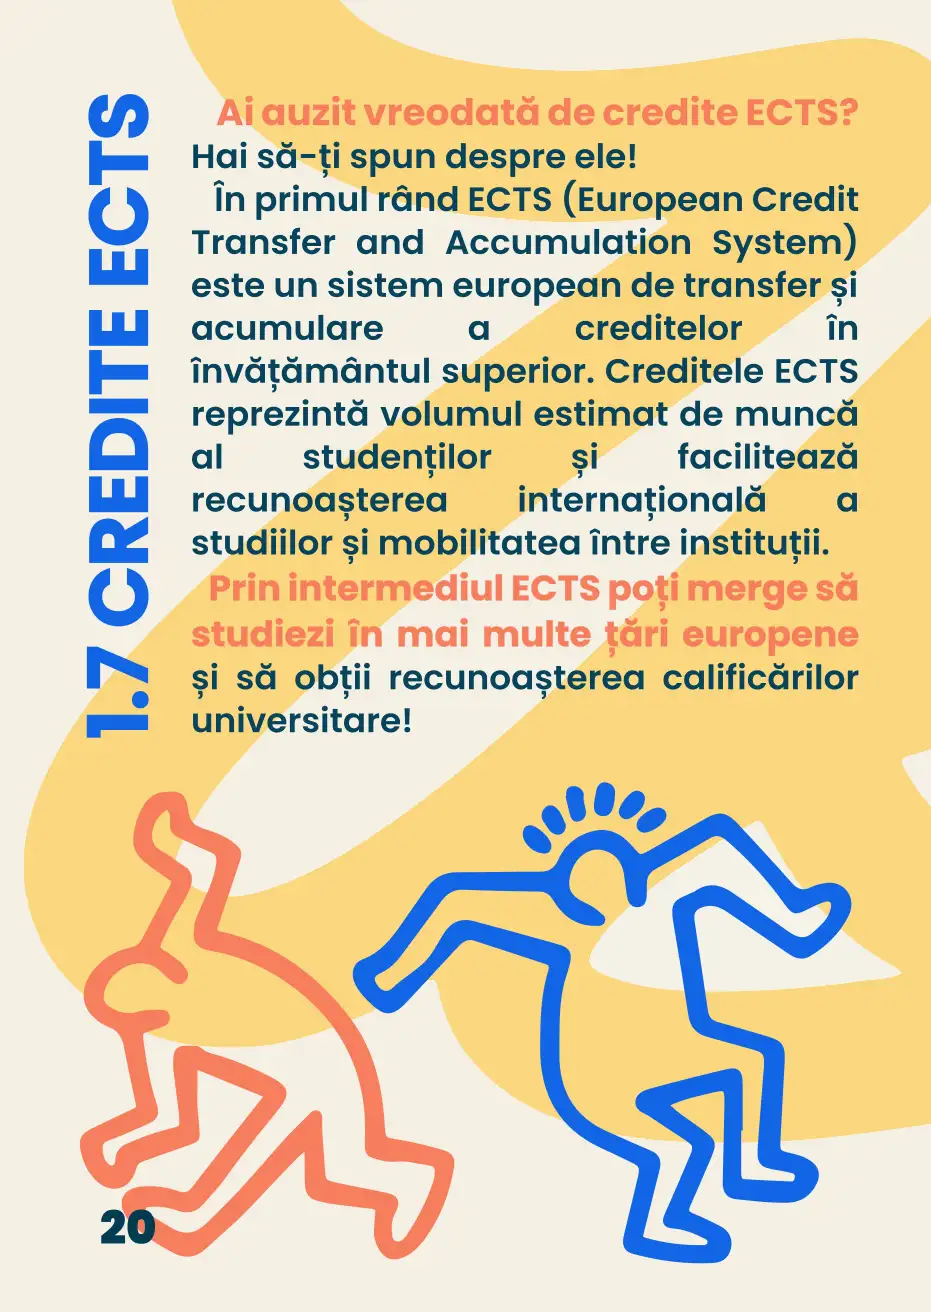 1.7 CREDITE ECTS
Ai auzit vreodată de credite ECTS?
Hai să-ți spun despre ele!
În primul rând ECTS (European Credit
Transfer and Accumulation System)
este un sistem european de transfer și
acumulare a creditelor în
învățământul superior. Creditele ECTS
reprezintă volumul estimat de muncă
al studenților și facilitează
recunoașterea internațională a
studiilor și mobilitatea între instituții.
Prin intermediul ECTS poți merge să
studiezi în mai multe țări europene
și să obții recunoașterea calificărilor
universitare!
20